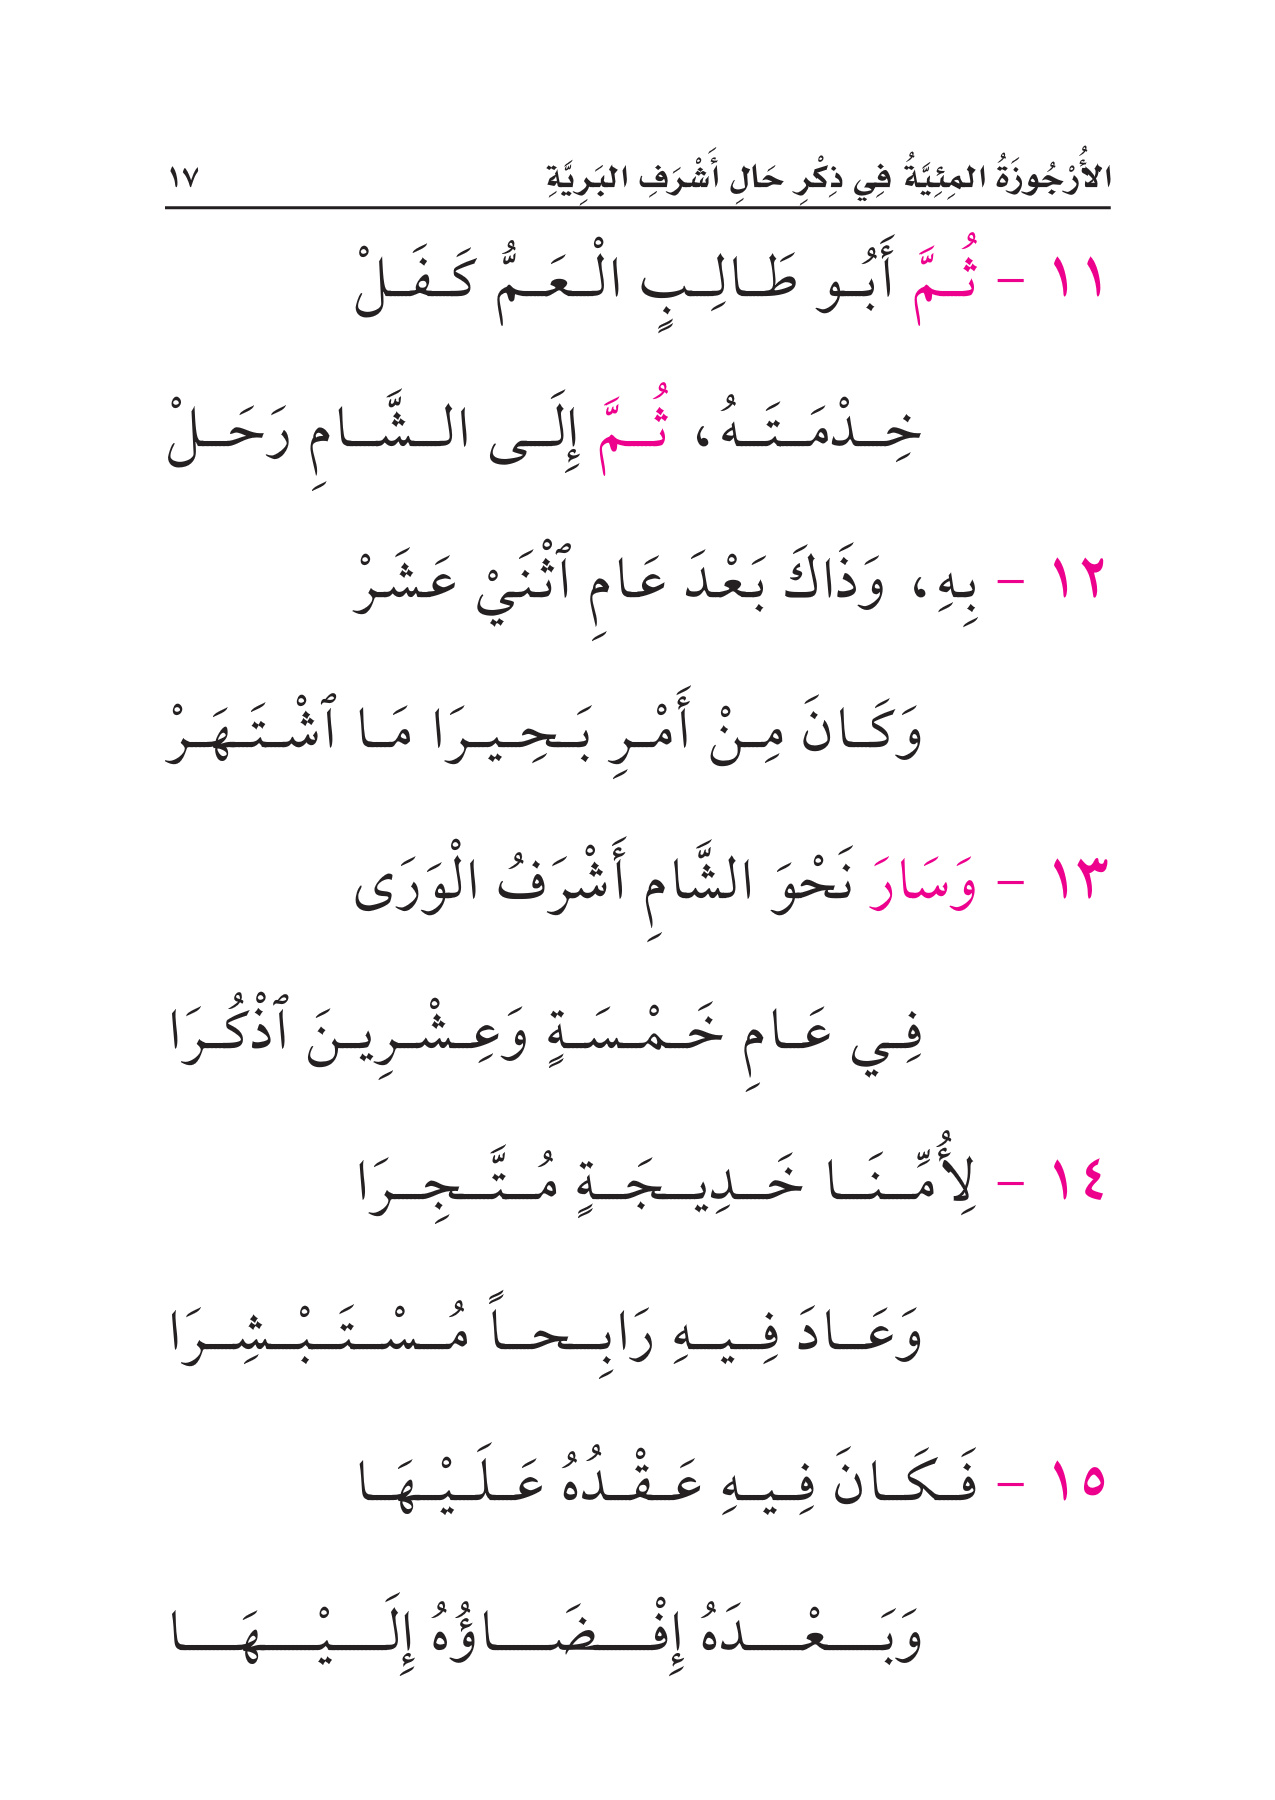 الأُرْجُوزَةُ المِئِيَّةُ فِي ذِكْرِ حَالِ أَشْرَفِ البَرِيَّةِ ١٧
١١ - ثُمَّ أَبُو طَالِبٍ الْعَمُّ كَفَلْ
خِدْمَتَهُ، ثُمَّ إِلَى الشَّامِ رَحَلْ
١٢ - بِهِ، وَذَاكَ بَعْدَ عَامِ ٱثْنَيْ عَشَرْ
وَكَانَ مِنْ أَمْرِ بَحِيرَا مَا ٱشْتَهَرْ
١٣ - وَسَارَ نَحْوَ الشَّامِ أَشْرَفُ الْوَرَى
فِي عَامِ خَمْسَةٍ وَعِشْرِينَ ٱذْكُرَا
١٤ - لِأُمِّنَا خَدِيجَةٍ مُتَّجِرَا
وَعَادَ فِيهِ رَابِحاً مُسْتَبْشِرَا
١٥ - فَكَانَ فِيهِ عَقْدُهُ عَلَيْهَا
وَبَعْدَهُ إِفْضَاؤُهُ إِلَيْهَا